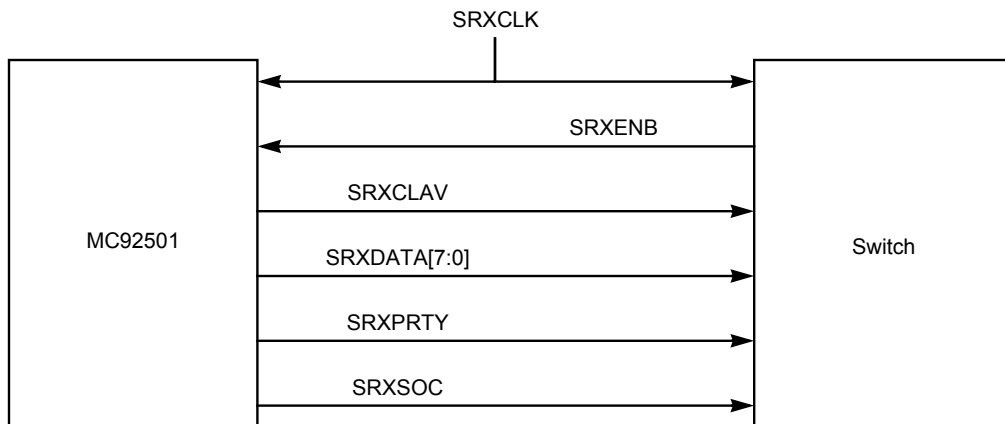 SRXCLK
SRXENB
SRXCLAV
MC92501
Switch
SRXDATA[7:0]
SRXPRTY
SRXSOC